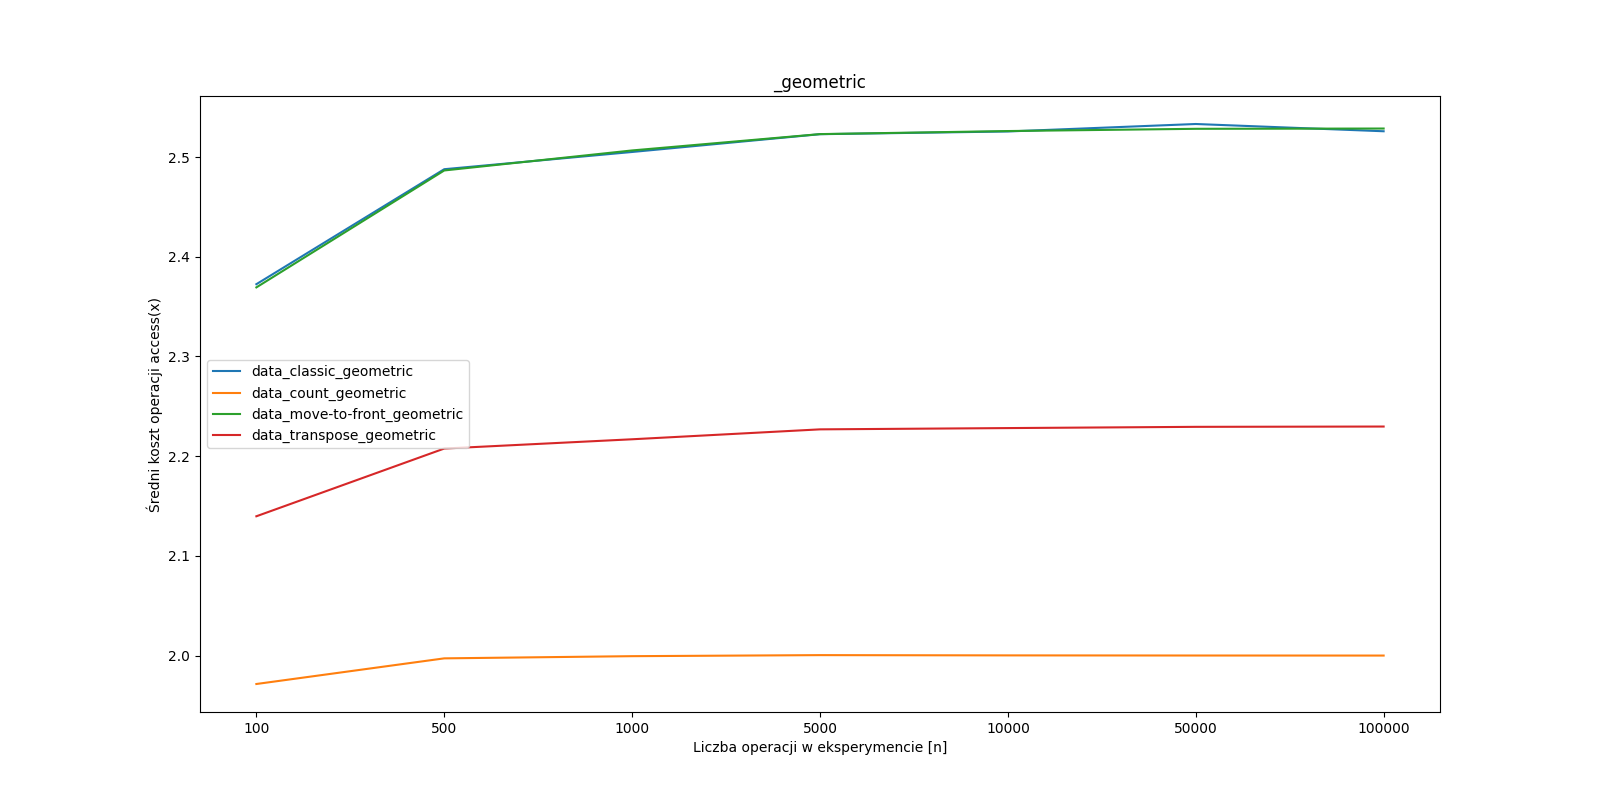 _geometric
Średni koszt operacji access(x)
2.5
2.4
2.3
2.2
2.1
2.0
data_classic_geometric
data_count_geometric
data_move-to-front_geometric
data_transpose_geometric
100 500 1000 5000 10000 50000 100000
Liczba operacji w eksperymencie [n]